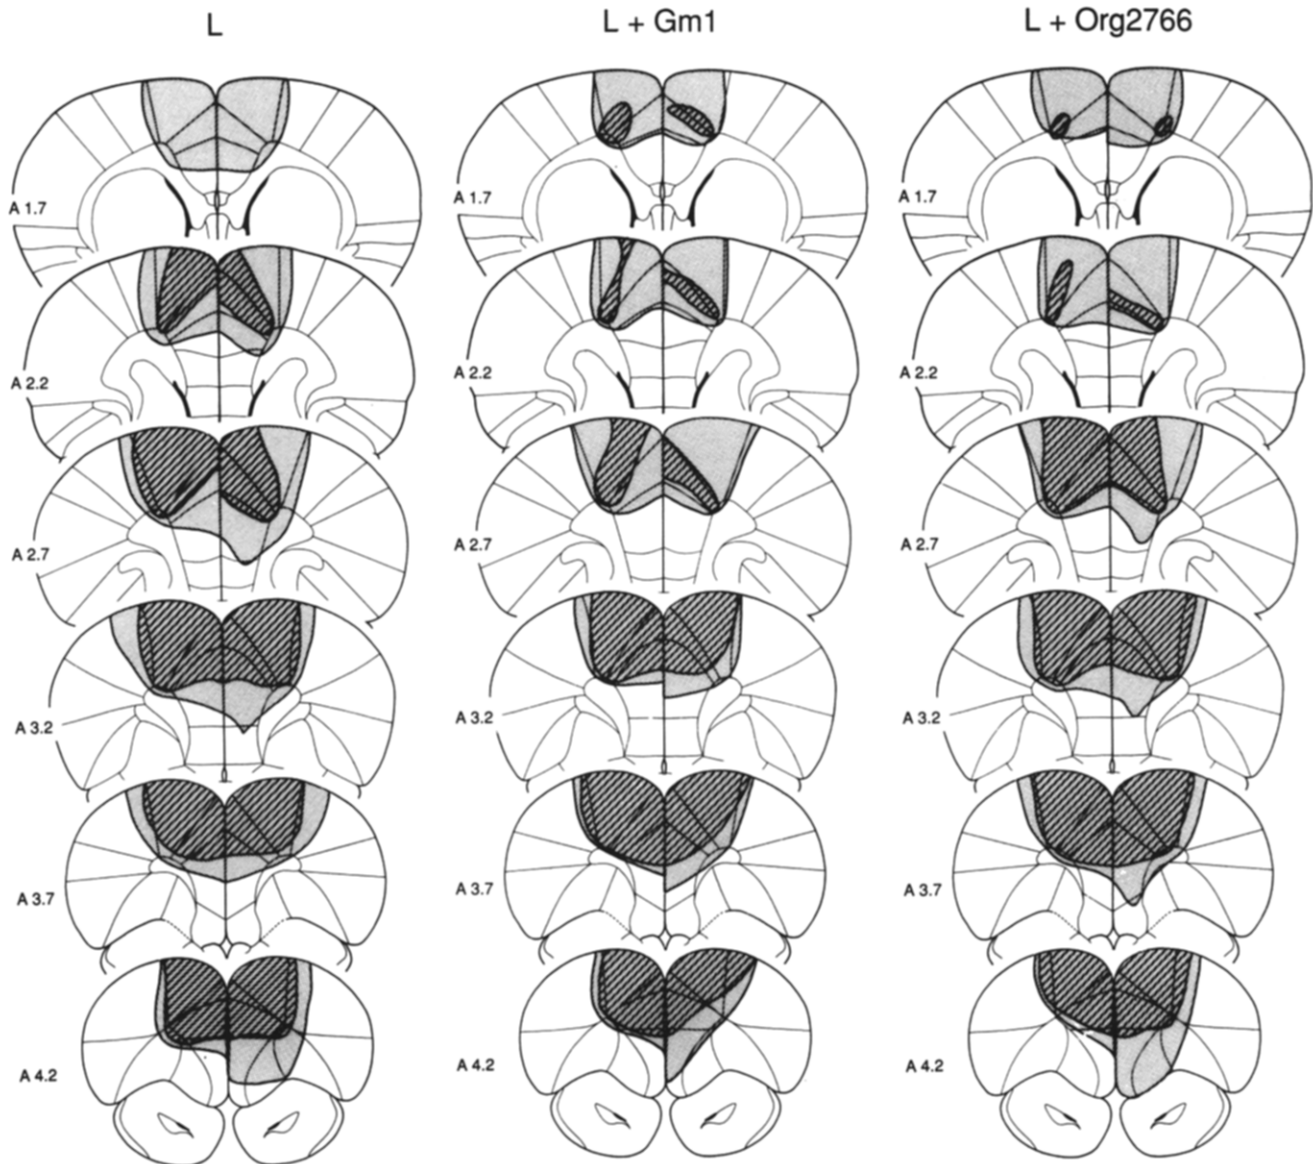 L L + Gm1 L + Org2766
A 1.7 A 1.7 A 1.7
A 2.2 A 2.2 A 2.2
A 2.7 A 2.7 A 2.7
A 3.2 A 3.2 A 3.2
A 3.7 A 3.7 A 3.7
A 4.2 A 4.2 A 4.2